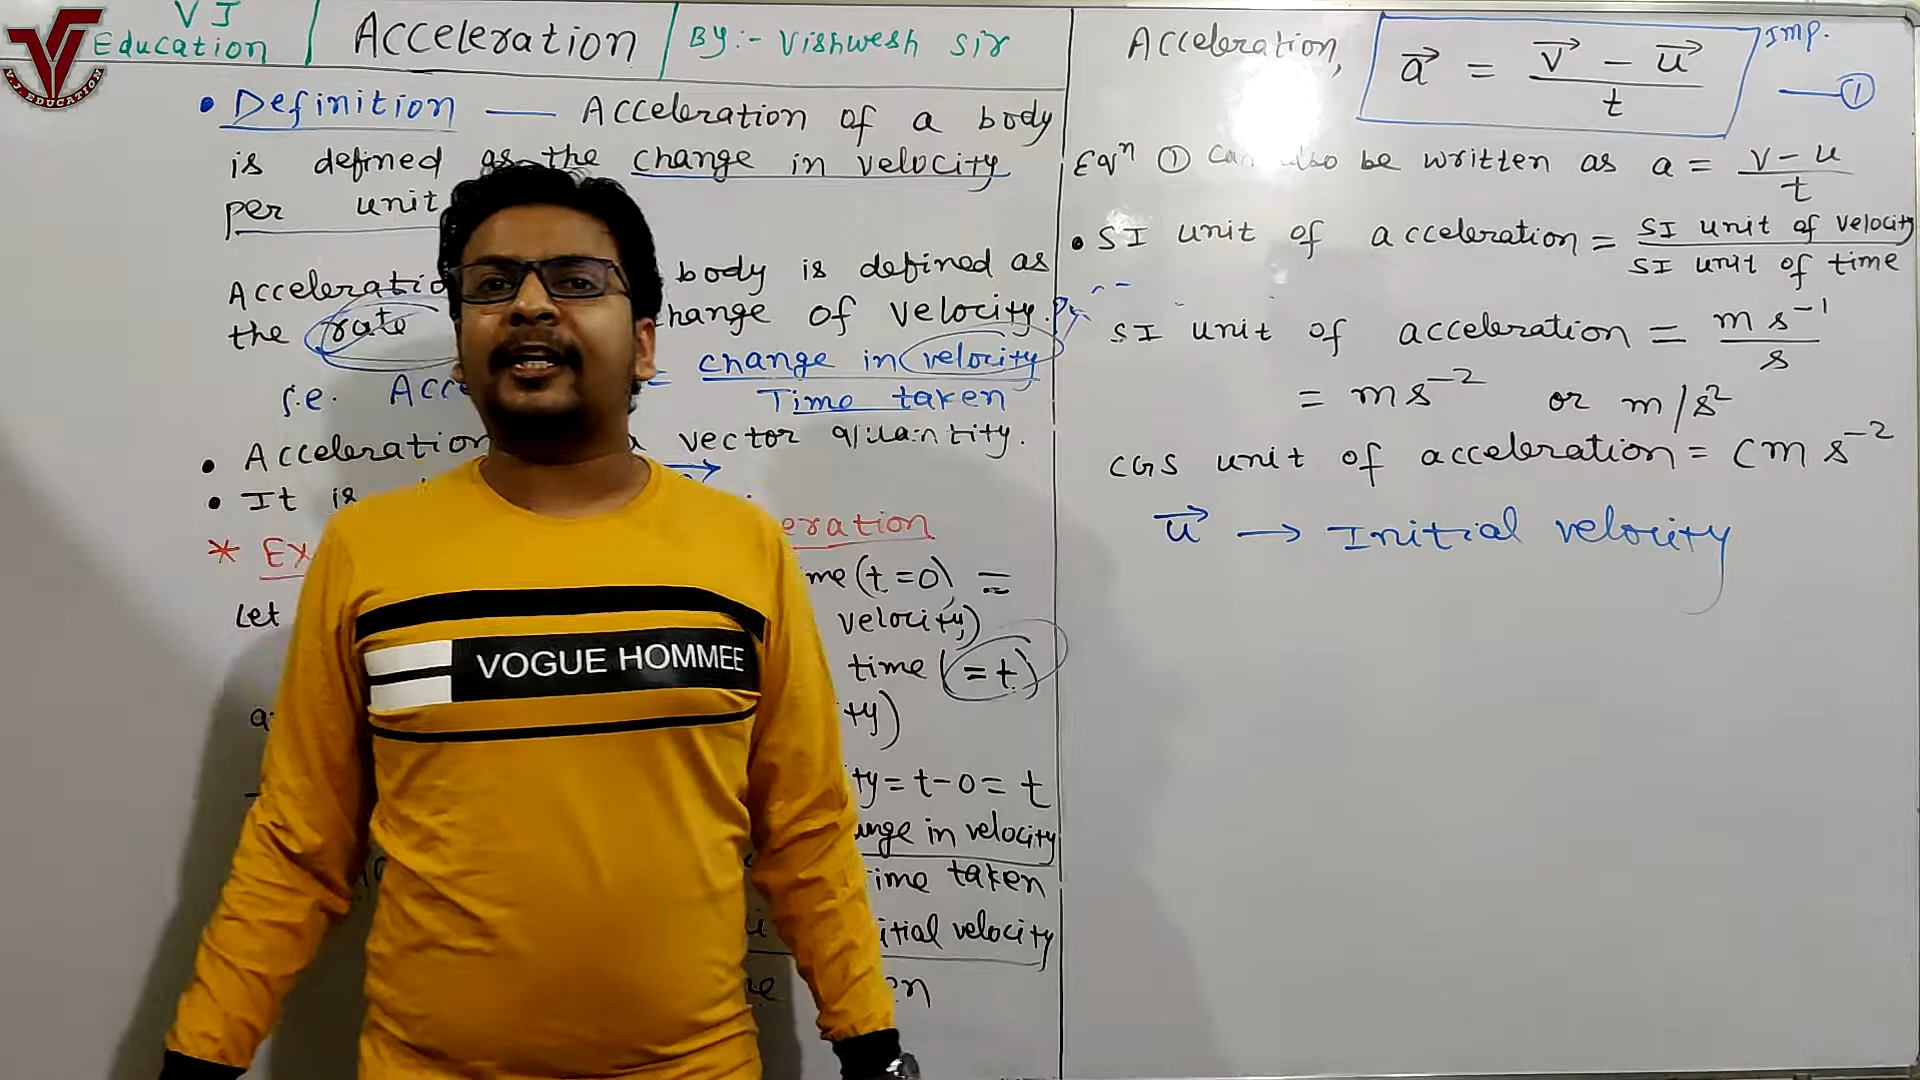 VJ Education
V.J. EDUCATION
Acceleration
By:- Vishwesh Sir
• Definition — Acceleration of a body
is defined as the change in velocity
per unit
Acceleration body is defined as
the rate change of velocity.
i.e. Acc = change in velocity
Time taken
• Acceleration vector quantity.
• It is
* Ex eration
Let me (t=0) =
velocity)
time (=t)
ty)
ty = t-0 = t
ange in velocity
ime taken
itial velocity
en
VOGUE HOMMEE
Acceleration, a⃗ = (v⃗ - u⃗)/t Imp. —①
Eqⁿ ① can also be written as a = (v-u)/t
• SI unit of acceleration = SI unit of velocity
SI unit of time
SI unit of acceleration = m s⁻¹/s
= ms⁻² or m/s²
CGS unit of acceleration = cm s⁻²
u⃗ → Initial velocity